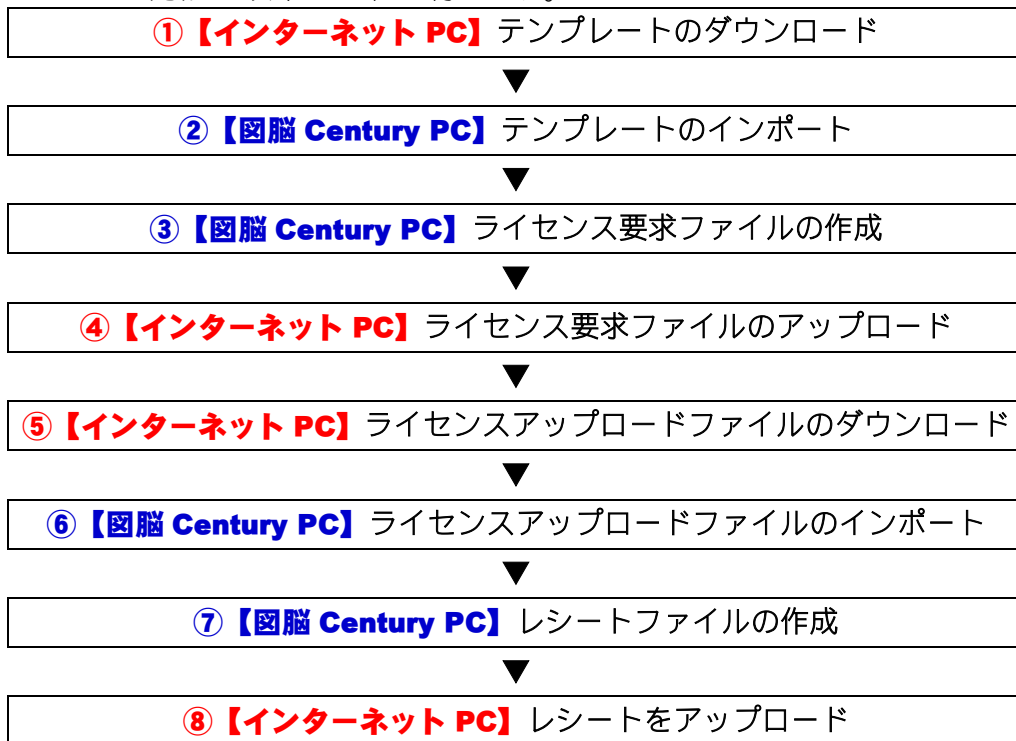 ①【インターネット PC】テンプレートのダウンロード
▼
②【図脳 Century PC】テンプレートのインポート
▼
③【図脳 Century PC】ライセンス要求ファイルの作成
▼
④【インターネット PC】ライセンス要求ファイルのアップロード
▼
⑤【インターネット PC】ライセンスアップロードファイルのダウンロード
▼
⑥【図脳 Century PC】ライセンスアップロードファイルのインポート
▼
⑦【図脳 Century PC】レシートファイルの作成
▼
⑧【インターネット PC】レシートをアップロード